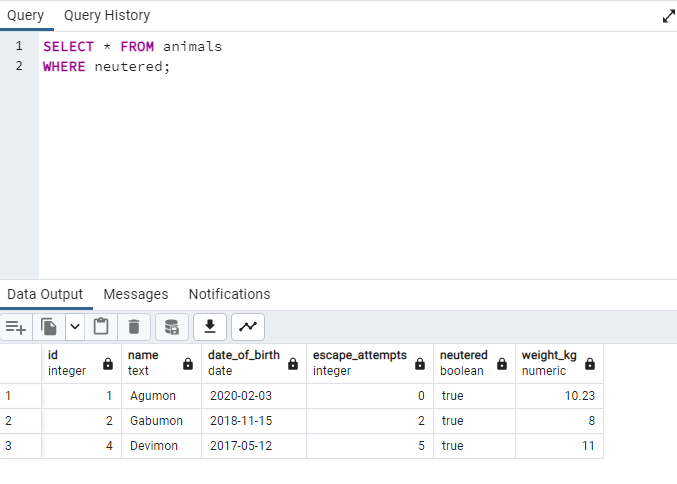 Query Query History
1 SELECT * FROM animals
2 WHERE neutered;
Data Output Messages Notifications
id name date_of_birth escape_attempts neutered weight_kg
integer text date integer boolean numeric
1 1 Agumon 2020-02-03 0 true 10.23
2 2 Gabumon 2018-11-15 2 true 8
3 4 Devimon 2017-05-12 5 true 11